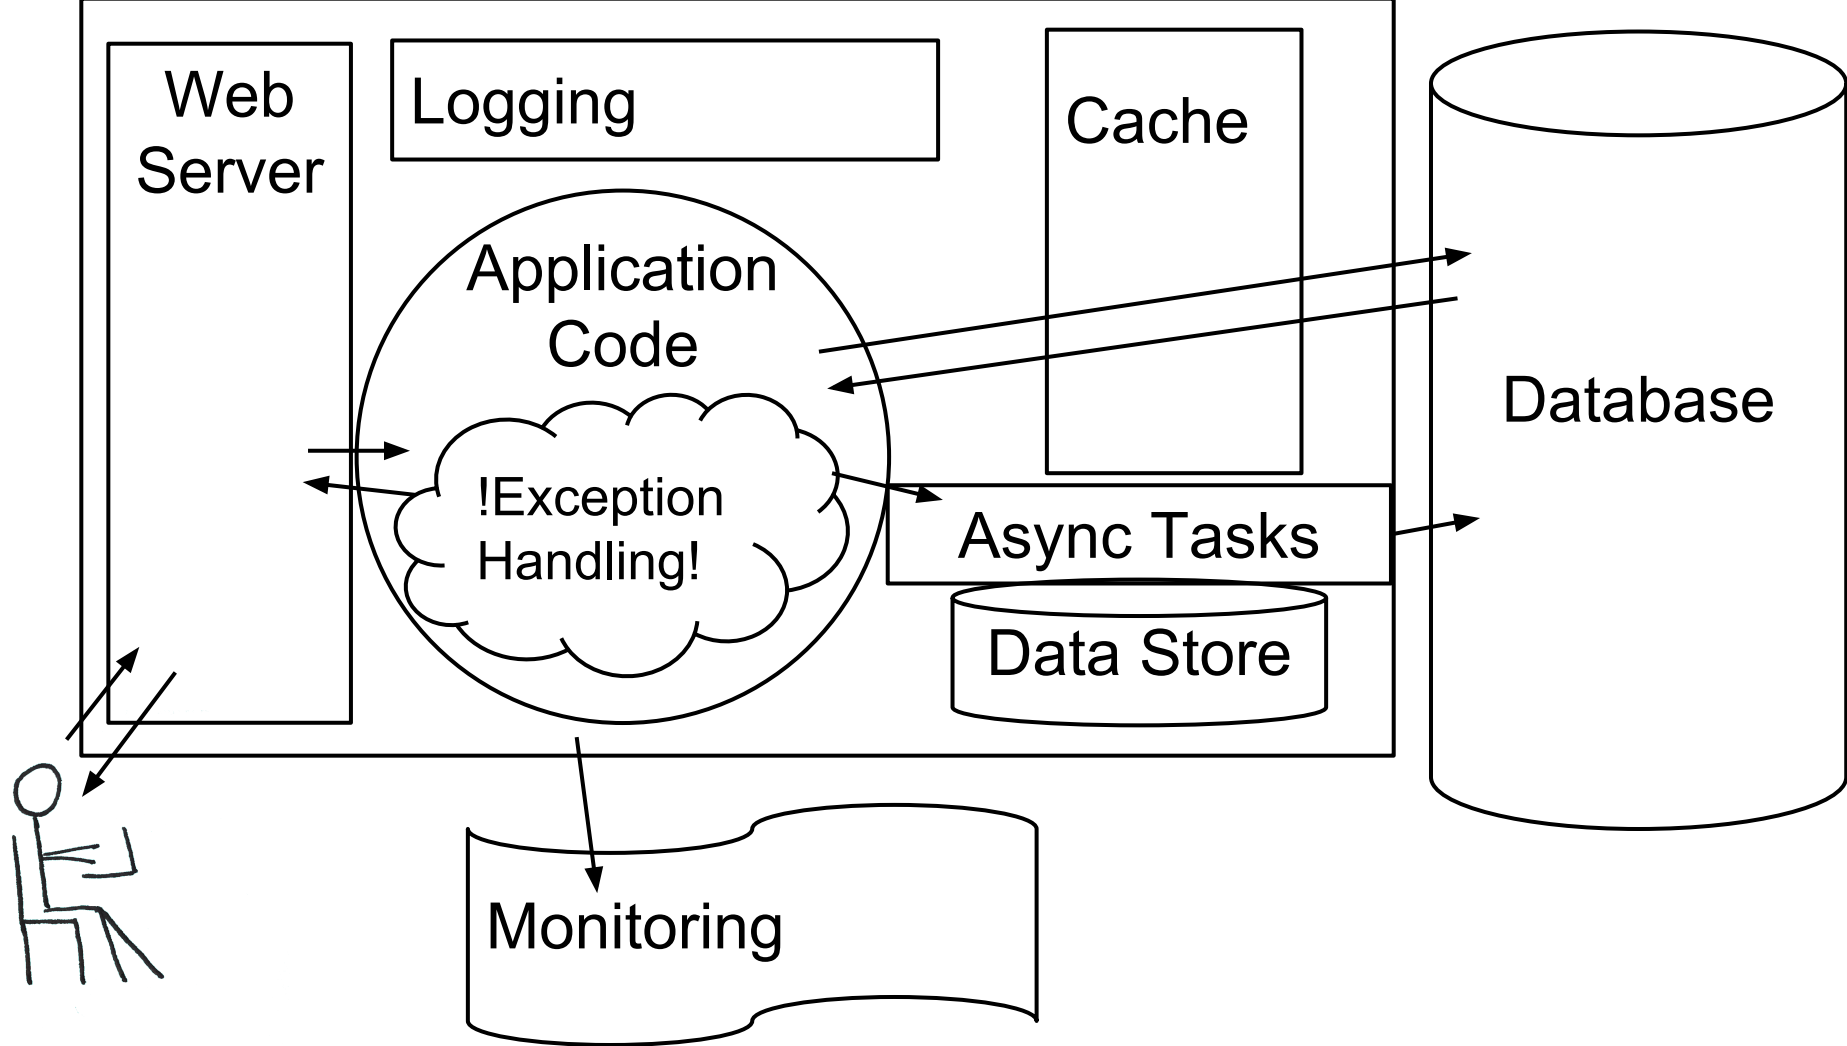 Web
Server
Logging
Cache
Application
Code
!Exception
Handling!
Async Tasks
Data Store
Database
Monitoring